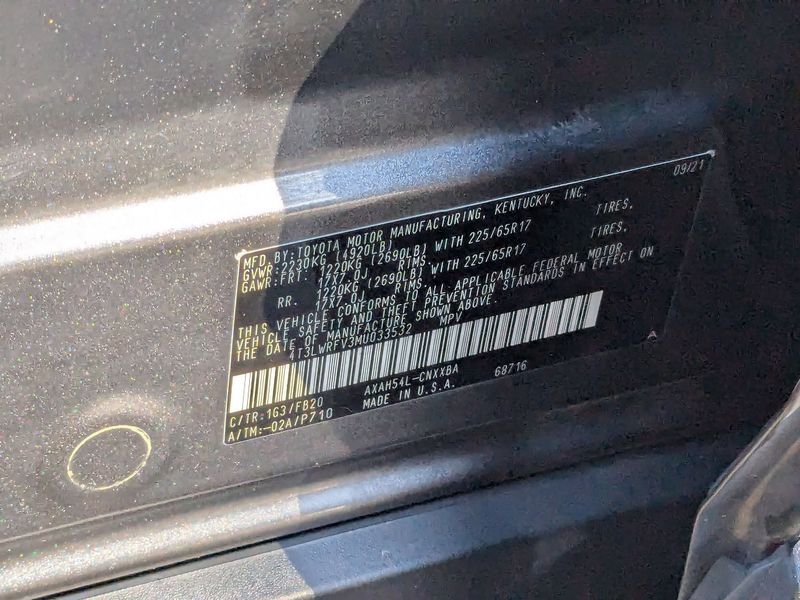 09/21
MFD BY: TOYOTA MOTOR MANUFACTURING, KENTUCKY, INC.
GVWR: 2230KG (4920LB)
GAWR: FRT. 1220KG (2690LB) WITH 225/65R17 TIRES,
17X7.0J RIMS.
RR. 1220KG (2690LB) WITH 225/65R17 TIRES,
17X7.0J RIMS.
THIS VEHICLE CONFORMS TO ALL APPLICABLE FEDERAL MOTOR
VEHICLE SAFETY AND THEFT PREVENTION STANDARDS IN EFFECT ON
THE DATE OF MANUFACTURE SHOWN ABOVE.
4T3LWRFV3MU033532 MPV
C/TR: 1G3/FB20 AXAH54L-CNXXBA 68716
A/TM:-02A/P710 MADE IN U.S.A. A